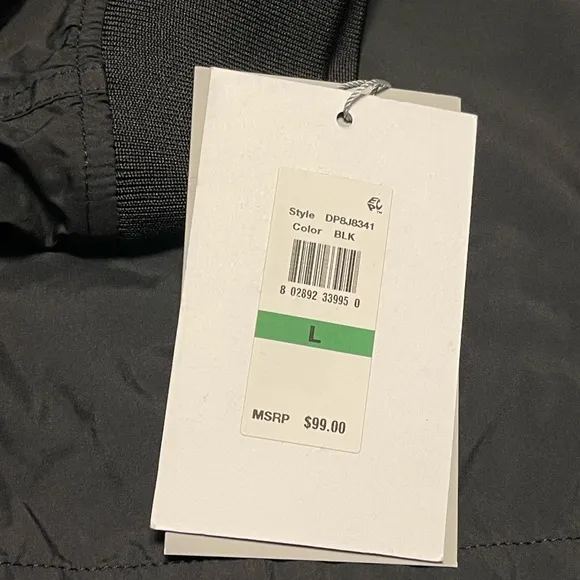 Style DP8J8341
Color BLK
8 02892 33995 0
L
MSRP $99.00